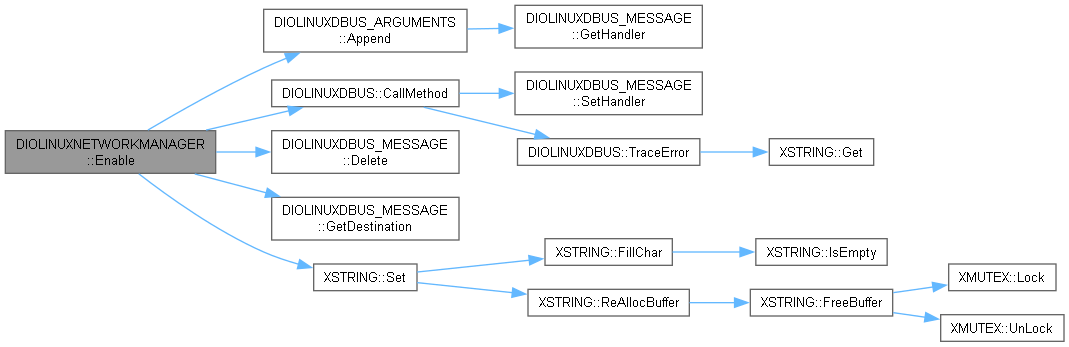 DIOLINUXNETWORKMANAGER
::Enable
DIOLINUXDBUS_ARGUMENTS
::Append
DIOLINUXDBUS_MESSAGE
::GetHandler
DIOLINUXDBUS::CallMethod
DIOLINUXDBUS_MESSAGE
::SetHandler
DIOLINUXDBUS::TraceError
XSTRING::Get
DIOLINUXDBUS_MESSAGE
::Delete
DIOLINUXDBUS_MESSAGE
::GetDestination
XSTRING::Set
XSTRING::FillChar
XSTRING::IsEmpty
XSTRING::ReAllocBuffer
XSTRING::FreeBuffer
XMUTEX::Lock
XMUTEX::UnLock